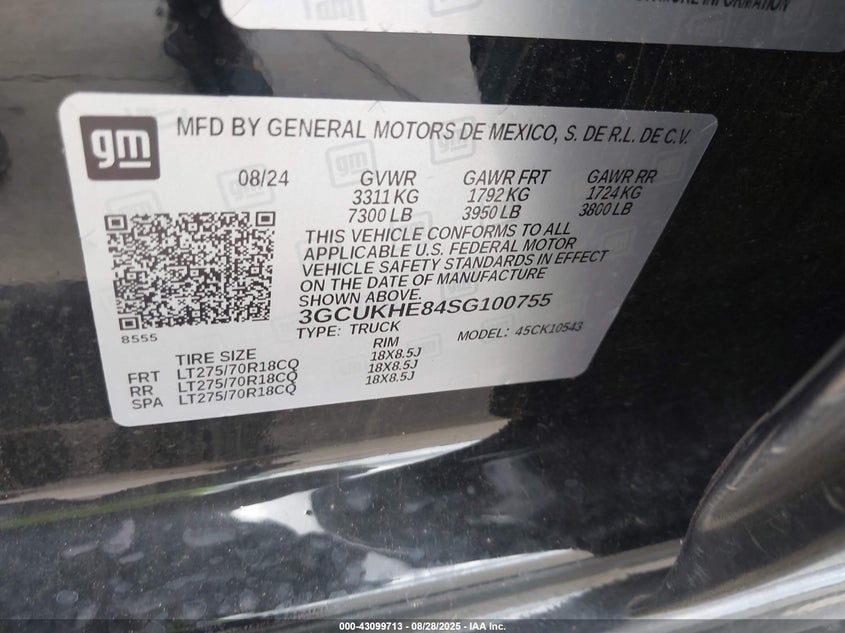 MORE INFORMATION
gm
MFD BY GENERAL MOTORS DE MEXICO, S. DE R.L. DE C.V.
08/24 GVWR GAWR FRT GAWR RR
3311 KG 1792 KG 1724 KG
7300 LB 3950 LB 3800 LB
THIS VEHICLE CONFORMS TO ALL
APPLICABLE U.S. FEDERAL MOTOR
VEHICLE SAFETY STANDARDS IN EFFECT
ON THE DATE OF MANUFACTURE
SHOWN ABOVE.
3GCUKHE84SG100755
8555
TYPE: TRUCK MODEL: 45CK10543
TIRE SIZE RIM
FRT LT275/70R18CQ 18X8.5J
RR LT275/70R18CQ 18X8.5J
SPA LT275/70R18CQ 18X8.5J
000-43099713 - 08/28/2025 - IAA Inc.